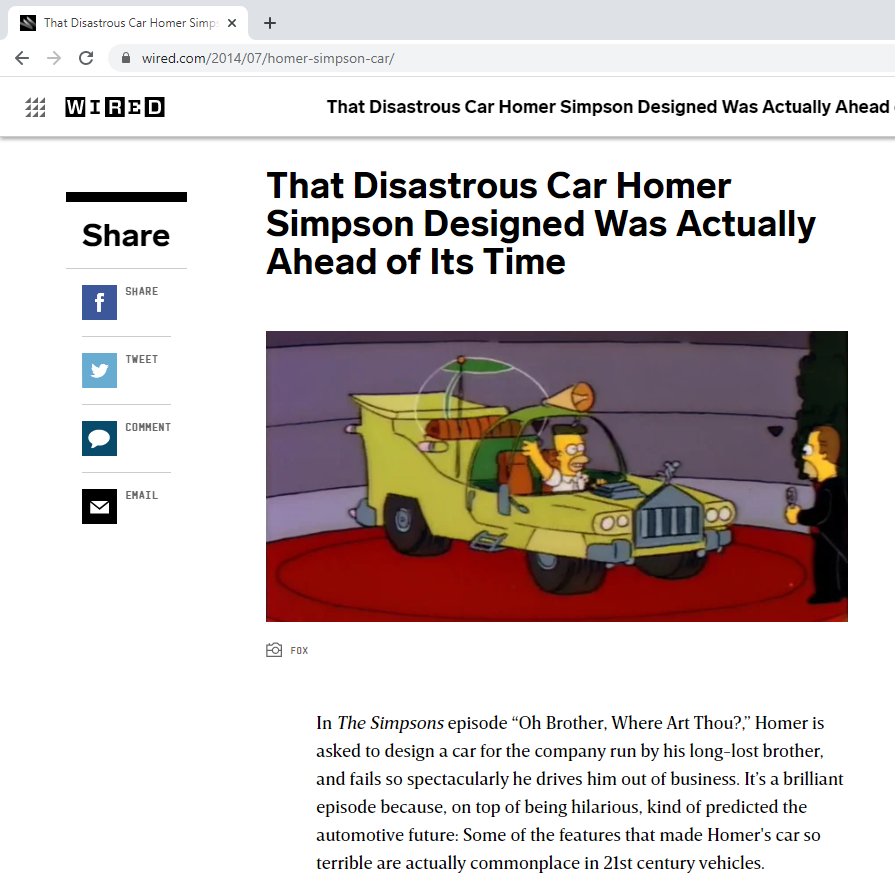 That Disastrous Car Homer Simps
wired.com/2014/07/homer-simpson-car/
WIRED
That Disastrous Car Homer Simpson Designed Was Actually Ahead
That Disastrous Car Homer
Simpson Designed Was Actually
Ahead of Its Time
Share
f SHARE
TWEET
COMMENT
EMAIL
FOX
In The Simpsons episode “Oh Brother, Where Art Thou?,” Homer is
asked to design a car for the company run by his long-lost brother,
and fails so spectacularly he drives him out of business. It’s a brilliant
episode because, on top of being hilarious, kind of predicted the
automotive future: Some of the features that made Homer's car so
terrible are actually commonplace in 21st century vehicles.